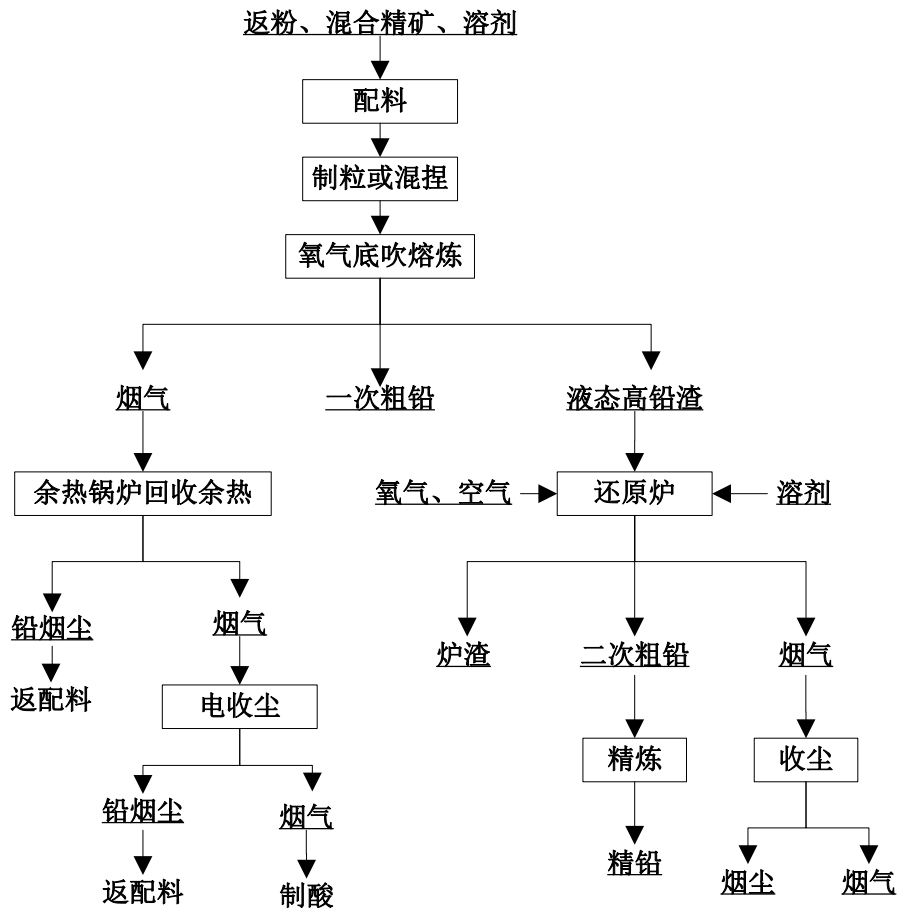 返粉、混合精矿、溶剂
配料
制粒或混捏
氧气底吹熔炼
烟气
一次粗铅
液态高铅渣
余热锅炉回收余热
氧气、空气
还原炉
溶剂
铅烟尘
烟气
炉渣
二次粗铅
烟气
返配料
电收尘
精炼
收尘
铅烟尘
烟气
精铅
烟尘
烟气
返配料
制酸